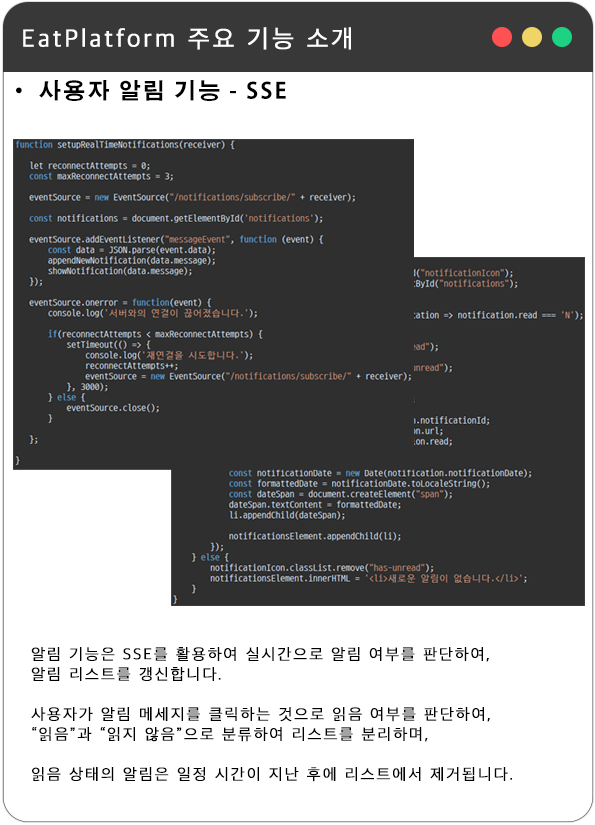 EatPlatform 주요 기능 소개
• 사용자 알림 기능 - SSE
function setupRealTimeNotifications(receiver) {
let reconnectAttempts = 0;
const maxReconnectAttempts = 3;
eventSource = new EventSource("/notifications/subscribe/" + receiver);
const notifications = document.getElementById('notifications');
eventSource.addEventListener("messageEvent", function (event) {
const data = JSON.parse(event.data);
appendNewNotification(data.message);
showNotification(data.message);
});
eventSource.onerror = function(event) {
console.log('서버와의 연결이 끊어졌습니다.');
if(reconnectAttempts < maxReconnectAttempts) {
setTimeout(() => {
console.log('재연결을 시도합니다.');
reconnectAttempts++;
eventSource = new EventSource("/notifications/subscribe/" + receiver);
}, 3000);
} else {
eventSource.close();
}
};
}
("notificationIcon");
ById("notifications");
cation => notification.read === 'N');
ead");
unread");
n.notificationId;
n.url;
ion.read;
const notificationDate = new Date(notification.notificationDate);
const formattedDate = notificationDate.toLocaleString();
const dateSpan = document.createElement("span");
dateSpan.textContent = formattedDate;
li.appendChild(dateSpan);
notificationsElement.appendChild(li);
});
} else {
notificationIcon.classList.remove("has-unread");
notificationsElement.innerHTML = '<li>새로운 알림이 없습니다.</li>';
}
}
알림 기능은 SSE를 활용하여 실시간으로 알림 여부를 판단하여,
알림 리스트를 갱신합니다.
사용자가 알림 메세지를 클릭하는 것으로 읽음 여부를 판단하여,
“읽음”과 “읽지 않음”으로 분류하여 리스트를 분리하며,
읽음 상태의 알림은 일정 시간이 지난 후에 리스트에서 제거됩니다.